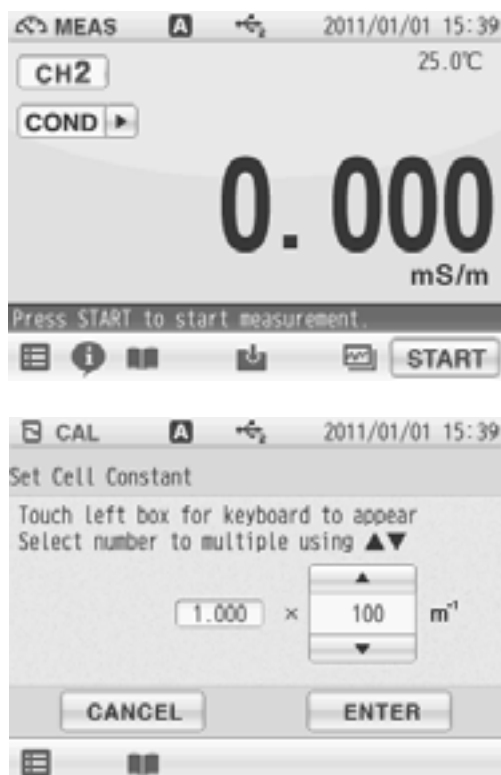 MEAS A 2 2011/01/01 15:39
CH2 25.0℃
COND ▶
0.000
mS/m
Press START to start measurement.
START
CAL A 2 2011/01/01 15:39
Set Cell Constant
Touch left box for keyboard to appear
Select number to multiple using ▲▼
1.000 × 100 m⁻¹
CANCEL ENTER